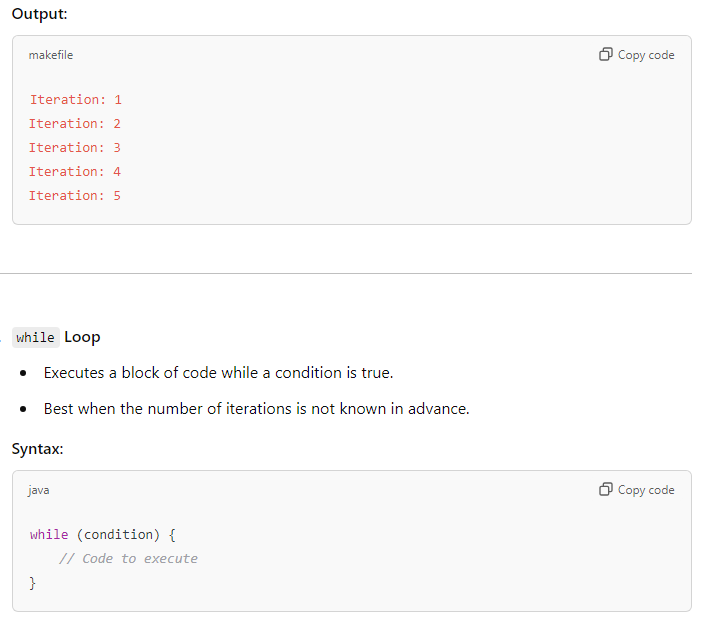 Output:
makefile Copy code
Iteration: 1
Iteration: 2
Iteration: 3
Iteration: 4
Iteration: 5
while Loop
• Executes a block of code while a condition is true.
• Best when the number of iterations is not known in advance.
Syntax:
java Copy code
while (condition) {
    // Code to execute
}